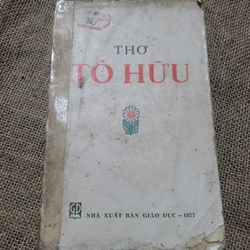 THƠ
TỐ HỮU
NHÀ XUẤT BẢN GIÁO DỤC – 1977